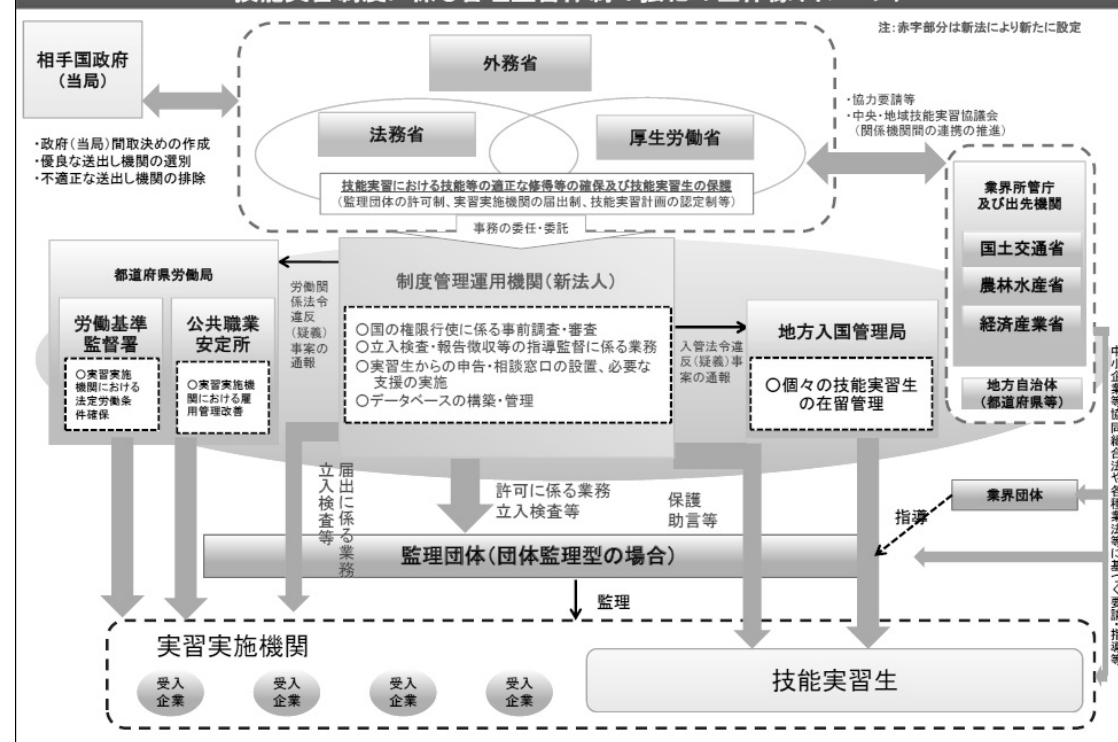 注:赤字部分は新法により新たに設定
相手国政府
(当局)
・政府(当局)間取決めの作成
・優良な送出し機関の選別
・不適正な送出し機関の排除
外務省
法務省
厚生労働省
技能実習における技能等の適正な修得等の確保及び技能実習生の保護
(監理団体の許可制、実習実施機関の届出制、技能実習計画の認定制等)
事務の委任・委託
・協力要請等
・中央・地域技能実習協議会
(関係機関間の連携の推進)
業界所管庁
及び出先機関
国土交通省
農林水産省
経済産業省
地方自治体
(都道府県等)
都道府県労働局
労働基準
監督署
○実習実施
機関における
法定労働条
件確保
公共職業
安定所
○実習実施機
関における雇
用管理改善
労働関
係法令
違反
(疑義)
事案の
通報
制度管理運用機関(新法人)
○国の権限行使に係る事前調査・審査
○立入検査・報告徴収等の指導監督に係る業務
○実習生からの申告・相談窓口の設置、必要な
支援の実施
○データベースの構築・管理
入管法令違
反(疑義)事
案の通報
地方入国管理局
○個々の技能実習生
の在留管理
届出に係る業務
立入検査等
許可に係る業務
立入検査等
保護
助言等
業界団体
指導
中小企業等協同組合法や各種業法等に基づく要請・指導等
監理団体(団体監理型の場合)
監理
実習実施機関
受入
企業
受入
企業
受入
企業
受入
企業
技能実習生